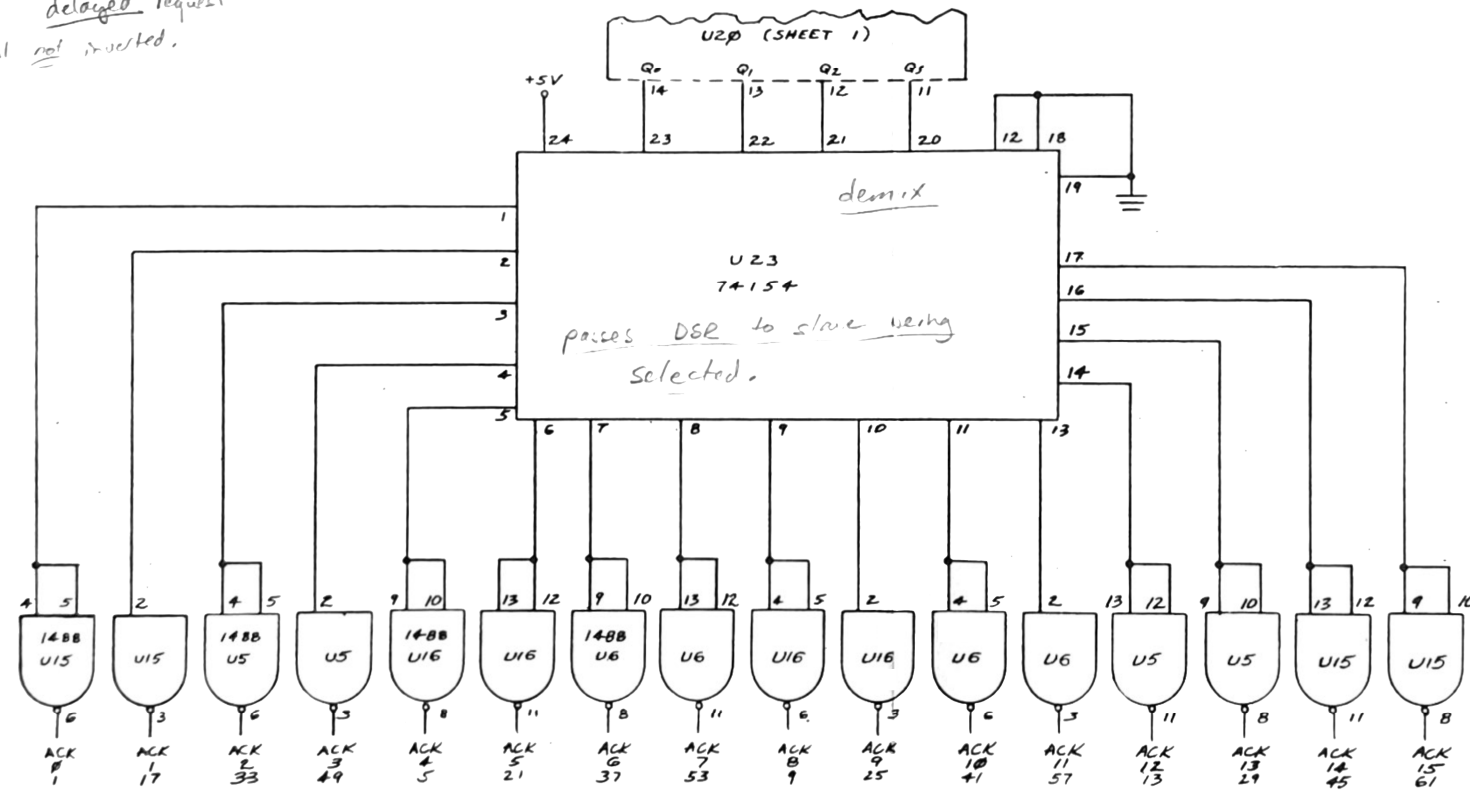 delayed request
not inverted.
U2Ø (SHEET 1)
+5V
Q0 Q1 Q2 Q3
14 13 12 11
24 23 22 21 20 12 18
19
demix
1
2
3
4
5
U23
74154
passes DSR to slave being
selected.
17
16
15
14
6 7 8 9 10 11 13
4 5 2 4 5 2 9 10 13 12 9 10 13 12 4 5 2 4 5 2 13 12 9 10 13 12 9 10
1488 1488 1488 1488
U15 U15 U5 U5 U16 U16 U6 U6 U16 U16 U6 U6 U5 U5 U15 U15
6 3 6 3 8 11 8 11 6 3 6 3 11 8 11 8
ACK ACK ACK ACK ACK ACK ACK ACK ACK ACK ACK ACK ACK ACK ACK ACK
Ø 1 2 3 4 5 6 7 8 9 1Ø 11 12 13 14 15
1 17 33 49 5 21 37 53 9 25 41 57 13 29 45 61